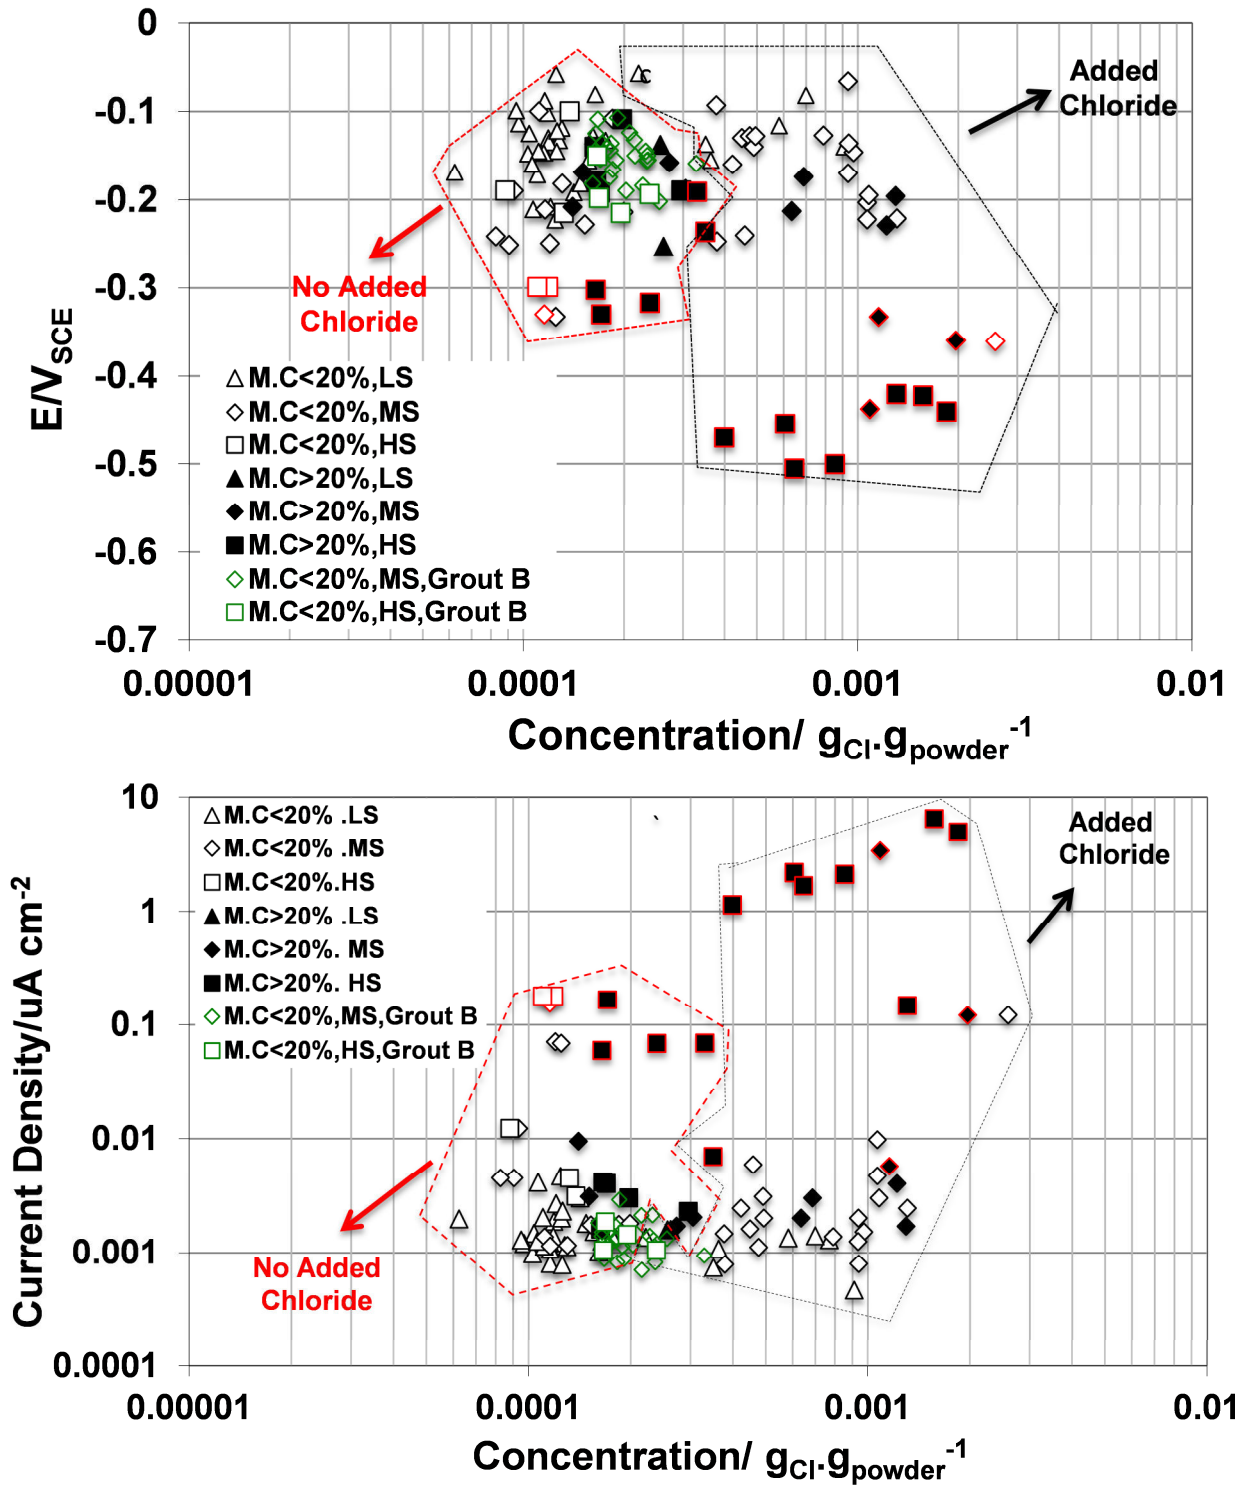 0
-0.1
-0.2
-0.3
-0.4
-0.5
-0.6
-0.7
E/V_SCE
Added
Chloride
c
No Added
Chloride
M.C<20%,LS
M.C<20%,MS
M.C<20%,HS
M.C>20%,LS
M.C>20%,MS
M.C>20%,HS
M.C<20%,MS,Grout B
M.C<20%,HS,Grout B
0.00001 0.0001 0.001 0.01
Concentration/ g_Cl.g_powder^-1
10
1
0.1
0.01
0.001
0.0001
Current Density/uA cm^-2
M.C<20% .LS
M.C<20% .MS
M.C<20%.HS
M.C>20% .LS
M.C>20%. MS
M.C>20%. HS
M.C<20%,MS,Grout B
M.C<20%,HS,Grout B
Added
Chloride
No Added
Chloride
0.00001 0.0001 0.001 0.01
Concentration/ g_Cl.g_powder^-1